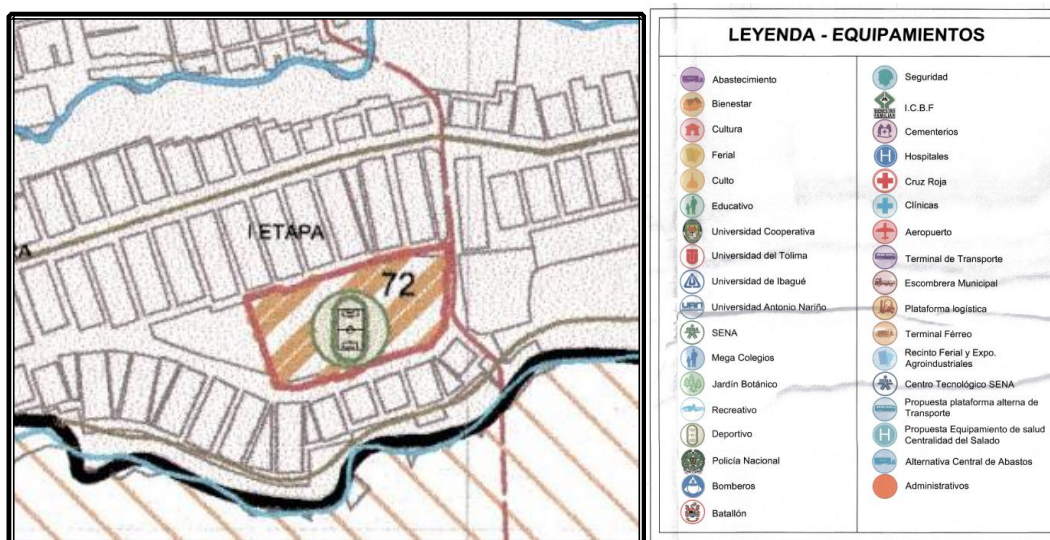 I ETAPA
72
LEYENDA - EQUIPAMIENTOS
Abastecimiento
Bienestar
Cultura
Ferial
Culto
Educativo
Universidad Cooperativa
Universidad del Tolima
Universidad de Ibagué
Universidad Antonio Nariño
SENA
Mega Colegios
Jardín Botánico
Recreativo
Deportivo
Policía Nacional
Bomberos
Batallón
Seguridad
I.C.B.F
Cementerios
Hospitales
Cruz Roja
Clínicas
Aeropuerto
Terminal de Transporte
Escombrera Municipal
Plataforma logística
Terminal Férreo
Recinto Ferial y Expo.
Agroindustriales
Centro Tecnológico SENA
Propuesta plataforma alterna de
Transporte
Propuesta Equipamiento de salud
Centralidad del Salado
Alternativa Central de Abastos
Administrativos